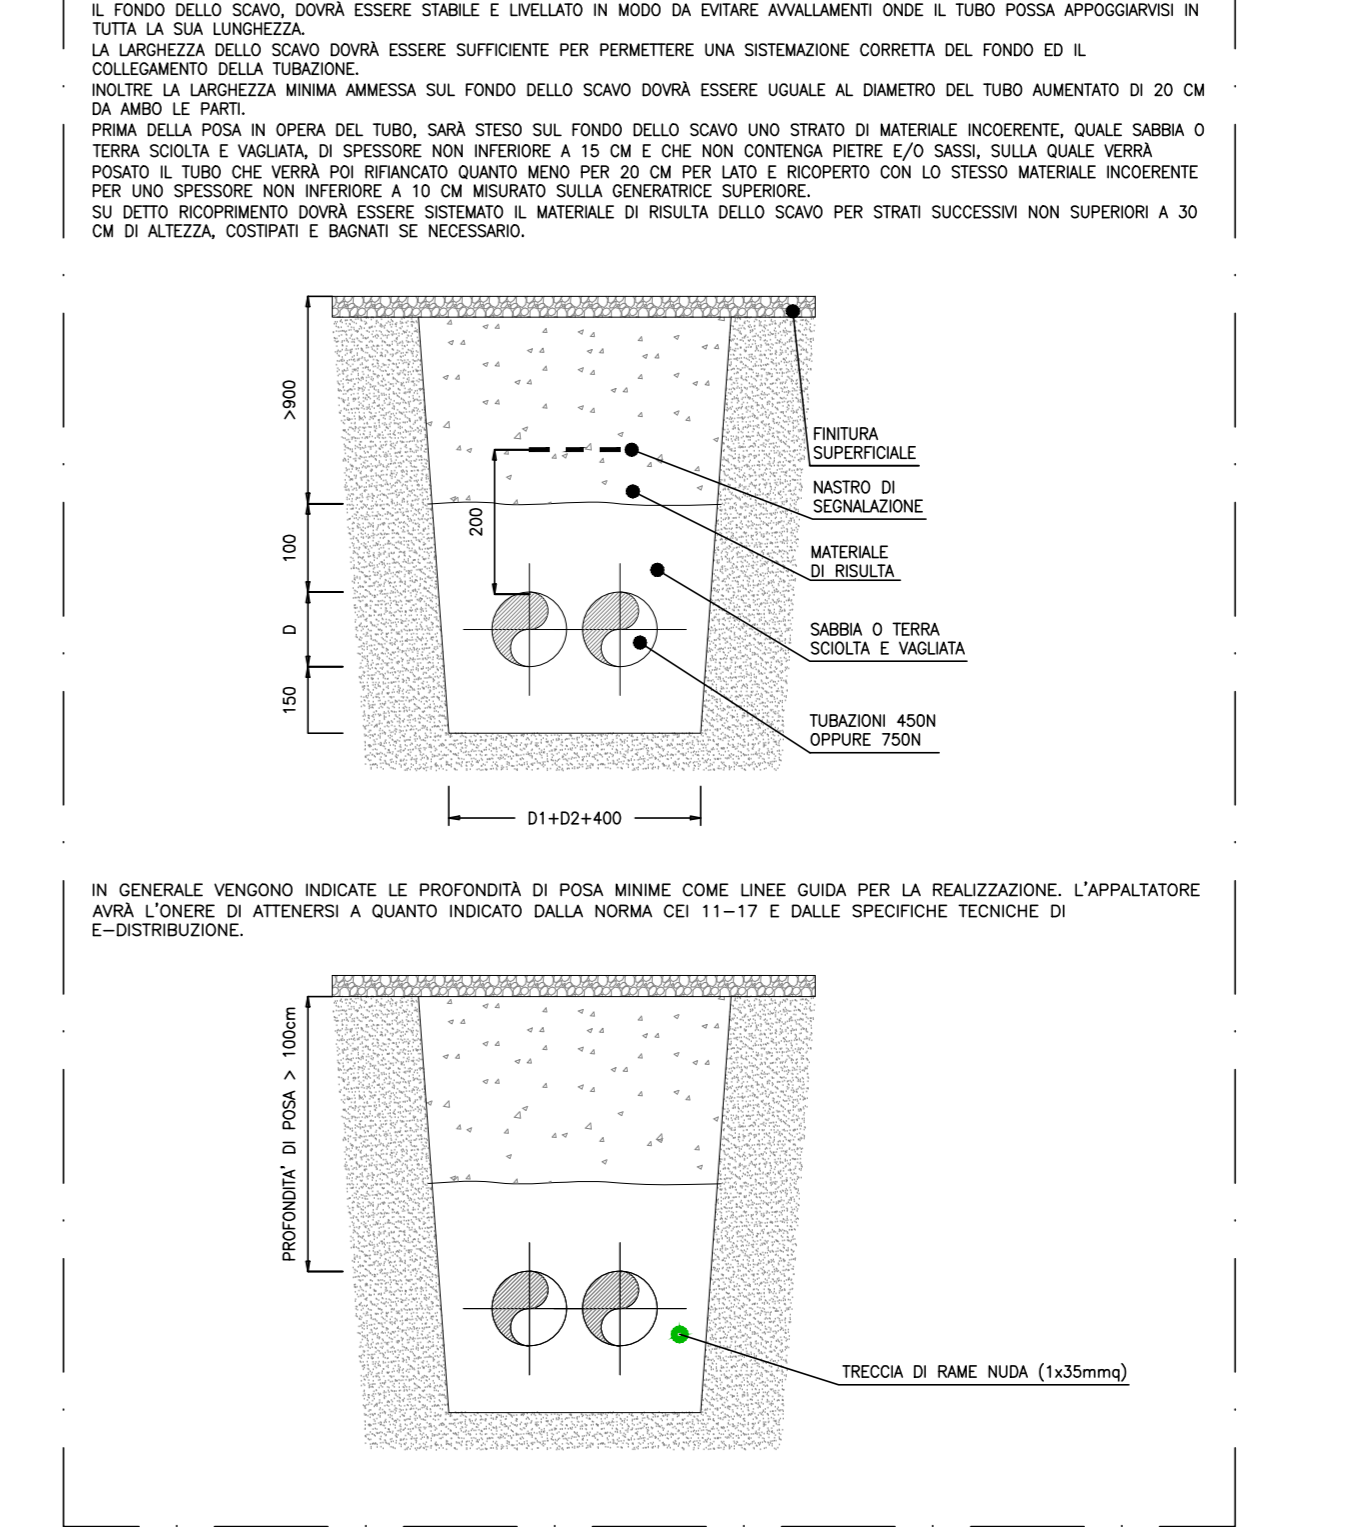 IL FONDO DELLO SCAVO, DOVRÀ ESSERE STABILE E LIVELLATO IN MODO DA EVITARE AVVALLAMENTI ONDE IL TUBO POSSA APPOGGIARVISI IN
TUTTA LA SUA LUNGHEZZA.
LA LARGHEZZA DELLO SCAVO DOVRÀ ESSERE SUFFICIENTE PER PERMETTERE UNA SISTEMAZIONE CORRETTA DEL FONDO ED IL
COLLEGAMENTO DELLA TUBAZIONE.
INOLTRE LA LARGHEZZA MINIMA AMMESSA SUL FONDO DELLO SCAVO DOVRÀ ESSERE UGUALE AL DIAMETRO DEL TUBO AUMENTATO DI 20 CM
DA AMBO LE PARTI.
PRIMA DELLA POSA IN OPERA DEL TUBO, SARÀ STESO SUL FONDO DELLO SCAVO UNO STRATO DI MATERIALE INCOERENTE, QUALE SABBIA O
TERRA SCIOLTA E VAGLIATA, DI SPESSORE NON INFERIORE A 15 CM E CHE NON CONTENGA PIETRE E/O SASSI, SULLA QUALE VERRÀ
POSATO IL TUBO CHE VERRÀ POI RIFIANCATO QUANTO MENO PER 20 CM PER LATO E RICOPERTO CON LO STESSO MATERIALE INCOERENTE
PER UNO SPESSORE NON INFERIORE A 10 CM MISURATO SULLA GENERATRICE SUPERIORE.
SU DETTO RICOPRIMENTO DOVRÀ ESSERE SISTEMATO IL MATERIALE DI RISULTA DELLO SCAVO PER STRATI SUCCESSIVI NON SUPERIORI A 30
CM DI ALTEZZA, COSTIPATI E BAGNATI SE NECESSARIO.
>900
100
D
150
200
FINITURA
SUPERFICIALE
NASTRO DI
SEGNALAZIONE
MATERIALE
DI RISULTA
SABBIA O TERRA
SCIOLTA E VAGLIATA
TUBAZIONI 450N
OPPURE 750N
D1+D2+400
IN GENERALE VENGONO INDICATE LE PROFONDITÀ DI POSA MINIME COME LINEE GUIDA PER LA REALIZZAZIONE. L'APPALTATORE
AVRÀ L'ONERE DI ATTENERSI A QUANTO INDICATO DALLA NORMA CEI 11-17 E DALLE SPECIFICHE TECNICHE DI
E-DISTRIBUZIONE.
PROFONDITA' DI POSA > 100cm
TRECCIA DI RAME NUDA (1x35mmq)